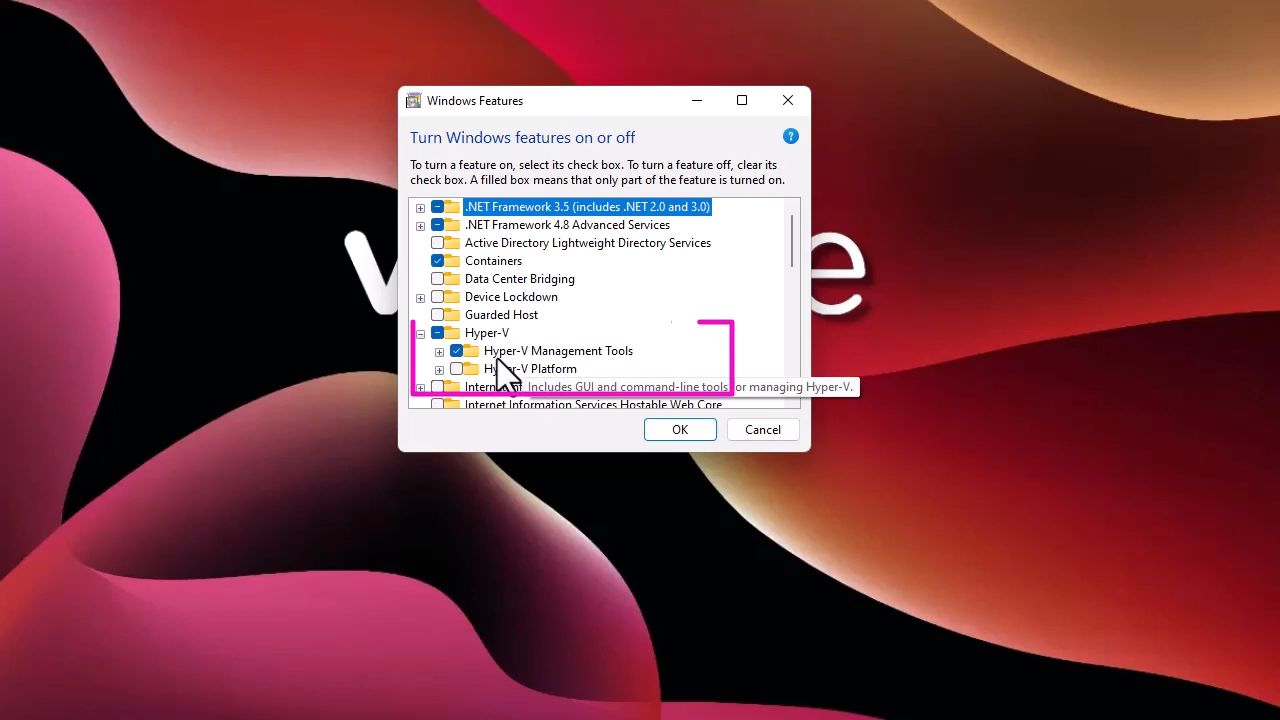 Windows Features
Turn Windows features on or off
To turn a feature on, select its check box. To turn a feature off, clear its
check box. A filled box means that only part of the feature is turned on.
.NET Framework 3.5 (includes .NET 2.0 and 3.0)
.NET Framework 4.8 Advanced Services
Active Directory Lightweight Directory Services
Containers
Data Center Bridging
Device Lockdown
Guarded Host
Hyper-V
Hyper-V Management Tools
Hyper-V Platform
Includes GUI and command-line tools for managing Hyper-V.
Internet Information Services Hostable Web Core
OK
Cancel